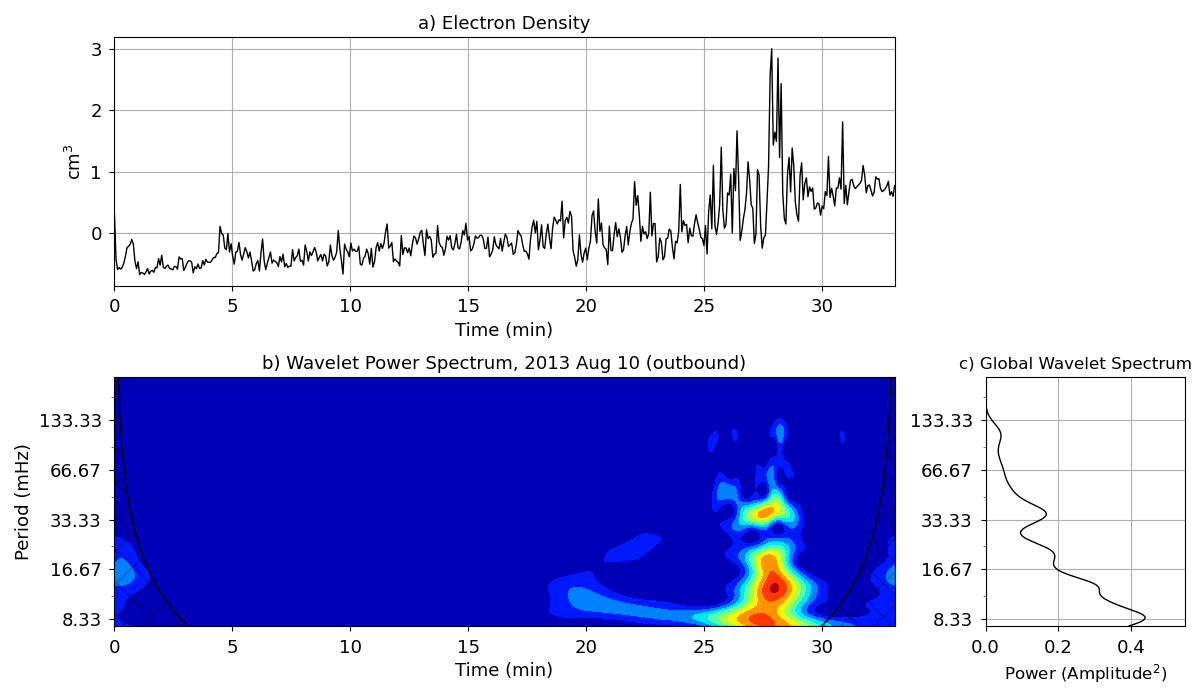 a) Electron Density
3
2
1
0
cm³
0 5 10 15 20 25 30
Time (min)
b) Wavelet Power Spectrum, 2013 Aug 10 (outbound)
133.33
66.67
33.33
16.67
8.33
Period (mHz)
0 5 10 15 20 25 30
Time (min)
c) Global Wavelet Spectrum
133.33
66.67
33.33
16.67
8.33
0.0 0.2 0.4
Power (Amplitude²)